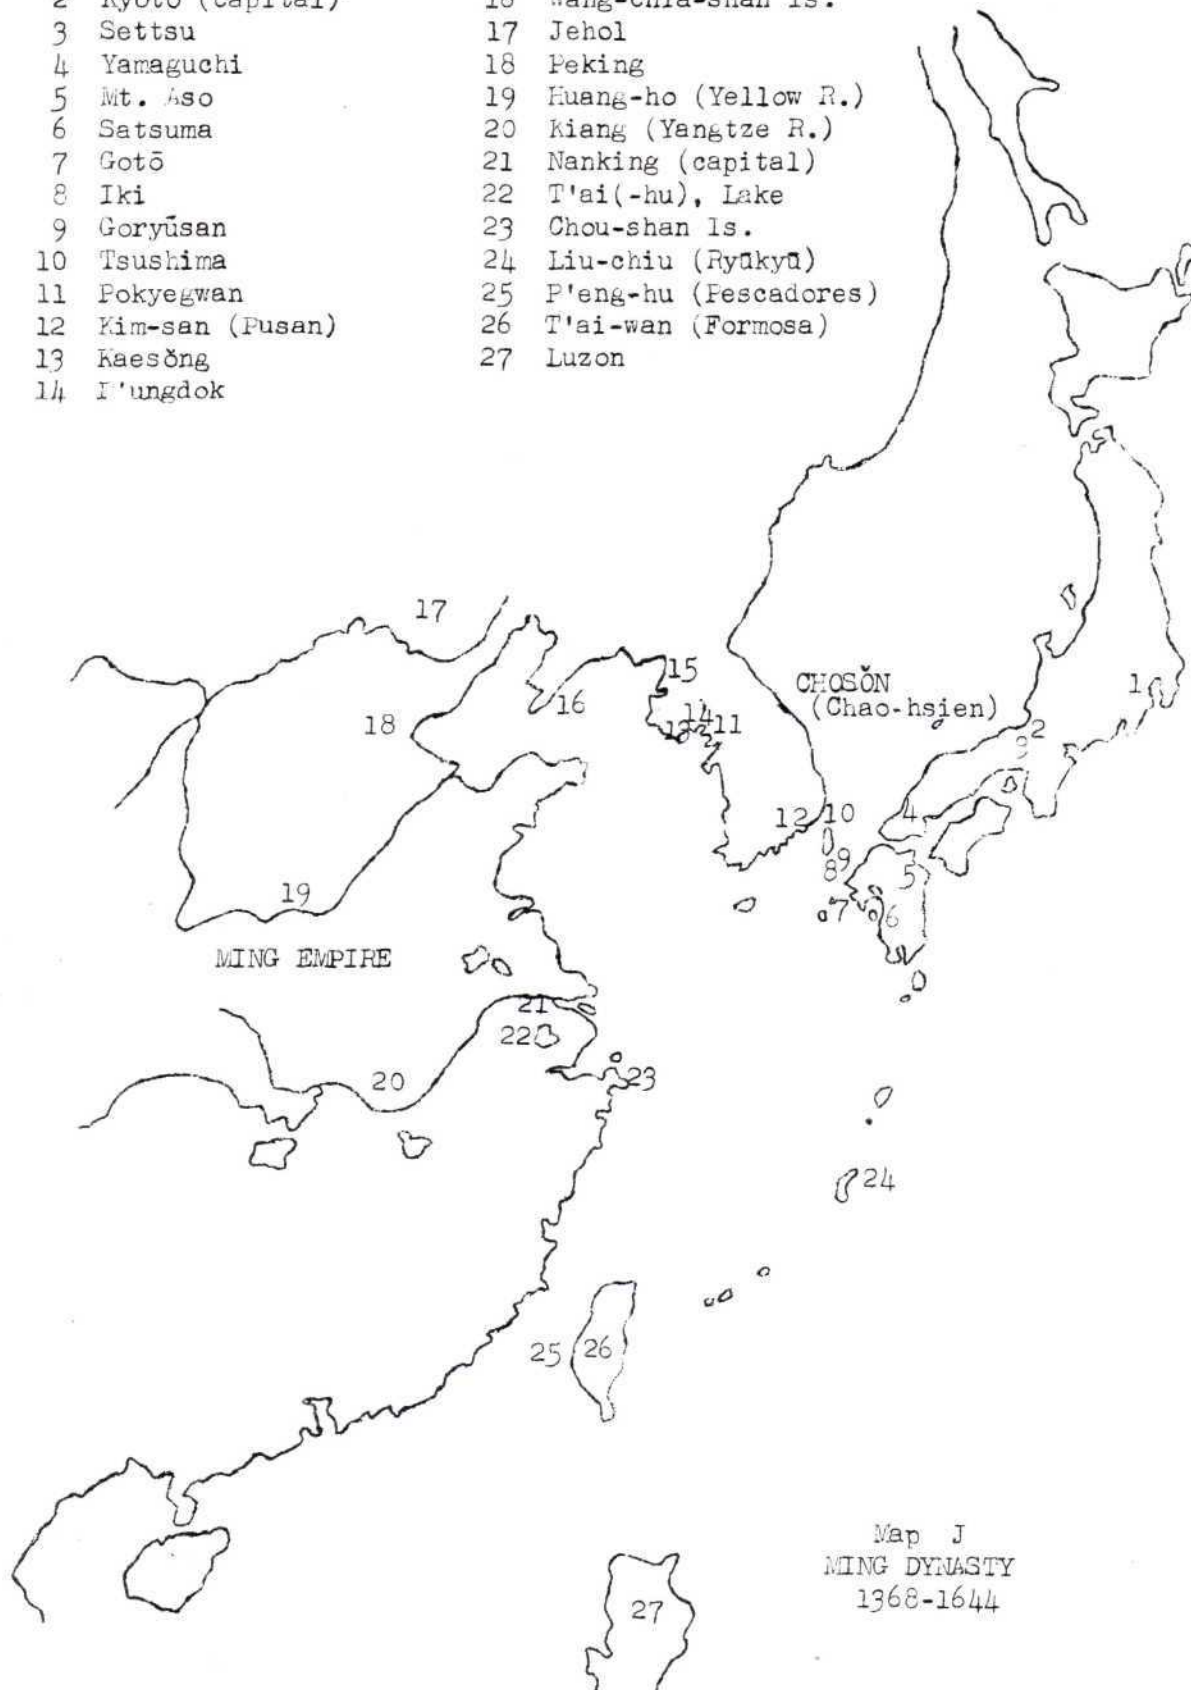 2 Kyoto (capital)
3 Settsu
4 Yamaguchi
5 Mt. Aso
6 Satsuma
7 Gotō
8 Iki
9 Goryūsan
10 Tsushima
11 Pokyegwan
12 Kim-san (Pusan)
13 Kaesŏng
14 P'ungdok
16 Wang-chia-shan Is.
17 Jehol
18 Peking
19 Huang-ho (Yellow R.)
20 Kiang (Yangtze R.)
21 Nanking (capital)
22 T'ai(-hu), Lake
23 Chou-shan Is.
24 Liu-chiu (Ryūkyū)
25 P'eng-hu (Pescadores)
26 T'ai-wan (Formosa)
27 Luzon
17
15
CHOSŎN
(Chao-hsien)
1
16
14
11
18
13
2
3
12
10
4
9
8
5
19
7
6
MING EMPIRE
21
22
20
23
24
25
26
Map J
MING DYNASTY
1368-1644
27